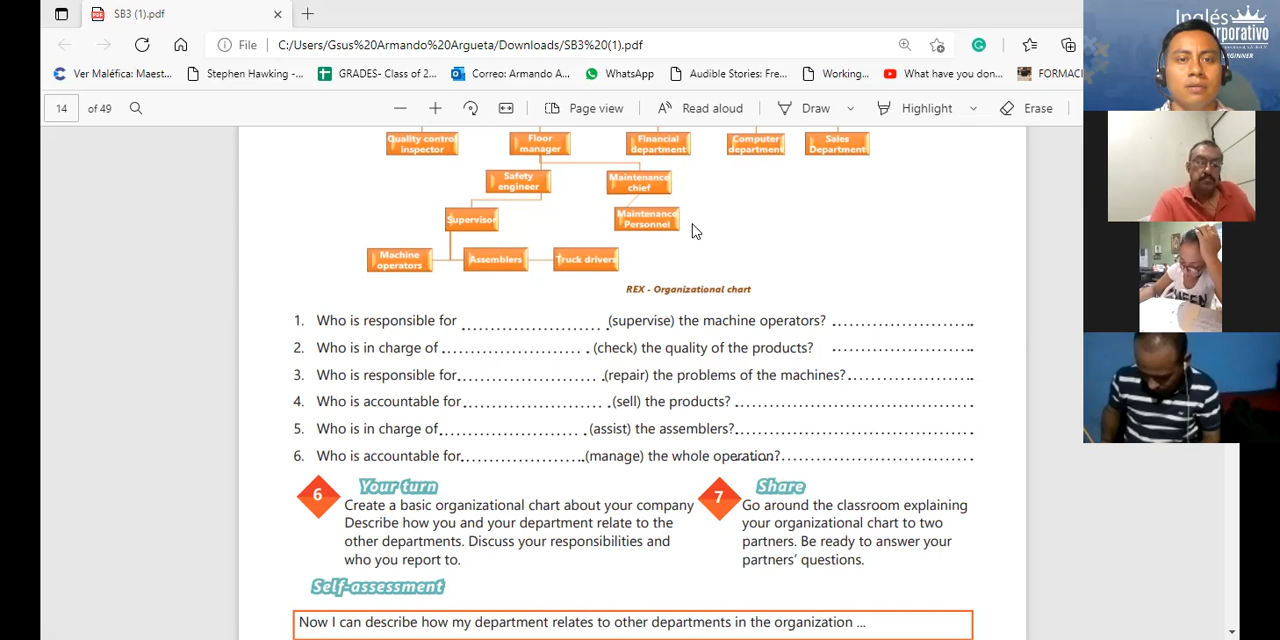 SB3 (1).pdf
File
C:/Users/Gsus%20Armando%20Argueta/Downloads/SB3%20(1).pdf
Ver Maléfica: Maest...
Stephen Hawking -...
GRADES- Class of 2...
Correo: Armando A...
WhatsApp
Audible Stories: Fre...
Working...
What have you don...
FORMACI
14 of 49
Page view
Read aloud
Draw
Highlight
Erase
Inglés
BEGINNER
Quality control inspector
Floor manager
Financial department
Computer department
Sales Department
Safety engineer
Maintenance chief
Supervisor
Maintenance Personnel
Machine operators
Assemblers
Truck drivers
REX - Organizational chart
1. Who is responsible for ........................ (supervise) the machine operators? ........................
2. Who is in charge of ........................ (check) the quality of the products? ........................
3. Who is responsible for........................ (repair) the problems of the machines?........................
4. Who is accountable for........................ (sell) the products? ........................
5. Who is in charge of........................ (assist) the assemblers?........................
6. Who is accountable for........................(manage) the whole operation?........................
6 Your turn
Create a basic organizational chart about your company
Describe how you and your department relate to the
other departments. Discuss your responsibilities and
who you report to.
7 Share
Go around the classroom explaining
your organizational chart to two
partners. Be ready to answer your
partners' questions.
Self-assessment
Now I can describe how my department relates to other departments in the organization ...